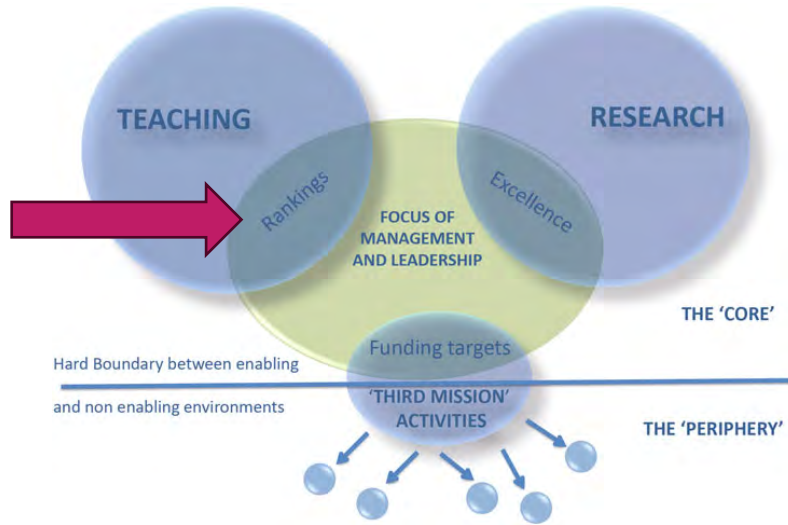 TEACHING
RESEARCH
Rankings
Excellence
FOCUS OF
MANAGEMENT
AND LEADERSHIP
THE 'CORE'
Funding targets
Hard Boundary between enabling
and non enabling environments
'THIRD MISSION'
ACTIVITIES
THE 'PERIPHERY'